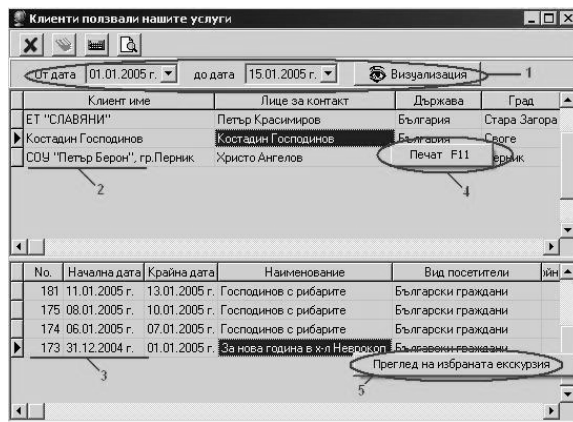 Клиенти ползвали нашите услуги
От дата 01.01.2005 г. до дата 15.01.2005 г. Визуализация 1
Клиент име Лице за контакт Държава Град
ЕТ "СЛАВЯНИ" Петър Красимиров България Стара Загора
Костадин Господинов Костадин Господинов България Своге
СОУ "Петър Берон", гр.Перник Христо Ангелов Печат F11
2 4
No. Начална дата Крайна дата Наименование Вид посетители
181 11.01.2005 г. 13.01.2005 г. Господинов с рибарите Български граждани
175 08.01.2005 г. 10.01.2005 г. Господинов с рибарите Български граждани
174 06.01.2005 г. 07.01.2005 г. Господинов с рибарите Български граждани
173 31.12.2004 г. 01.01.2005 г. За нова година в х-л Неврокоп Български граждани
Преглед на избраната екскурзия
3 5